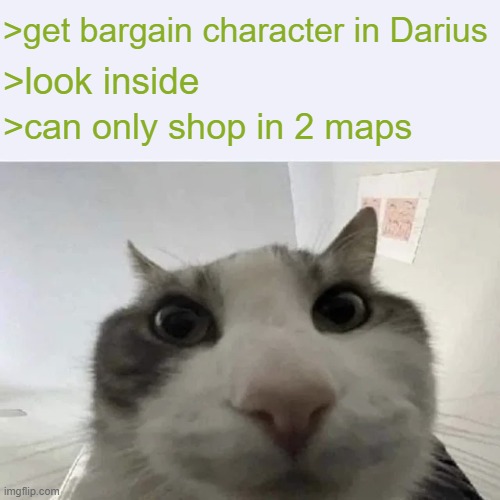 >get bargain character in Darius
>look inside
>can only shop in 2 maps
imgflip.com